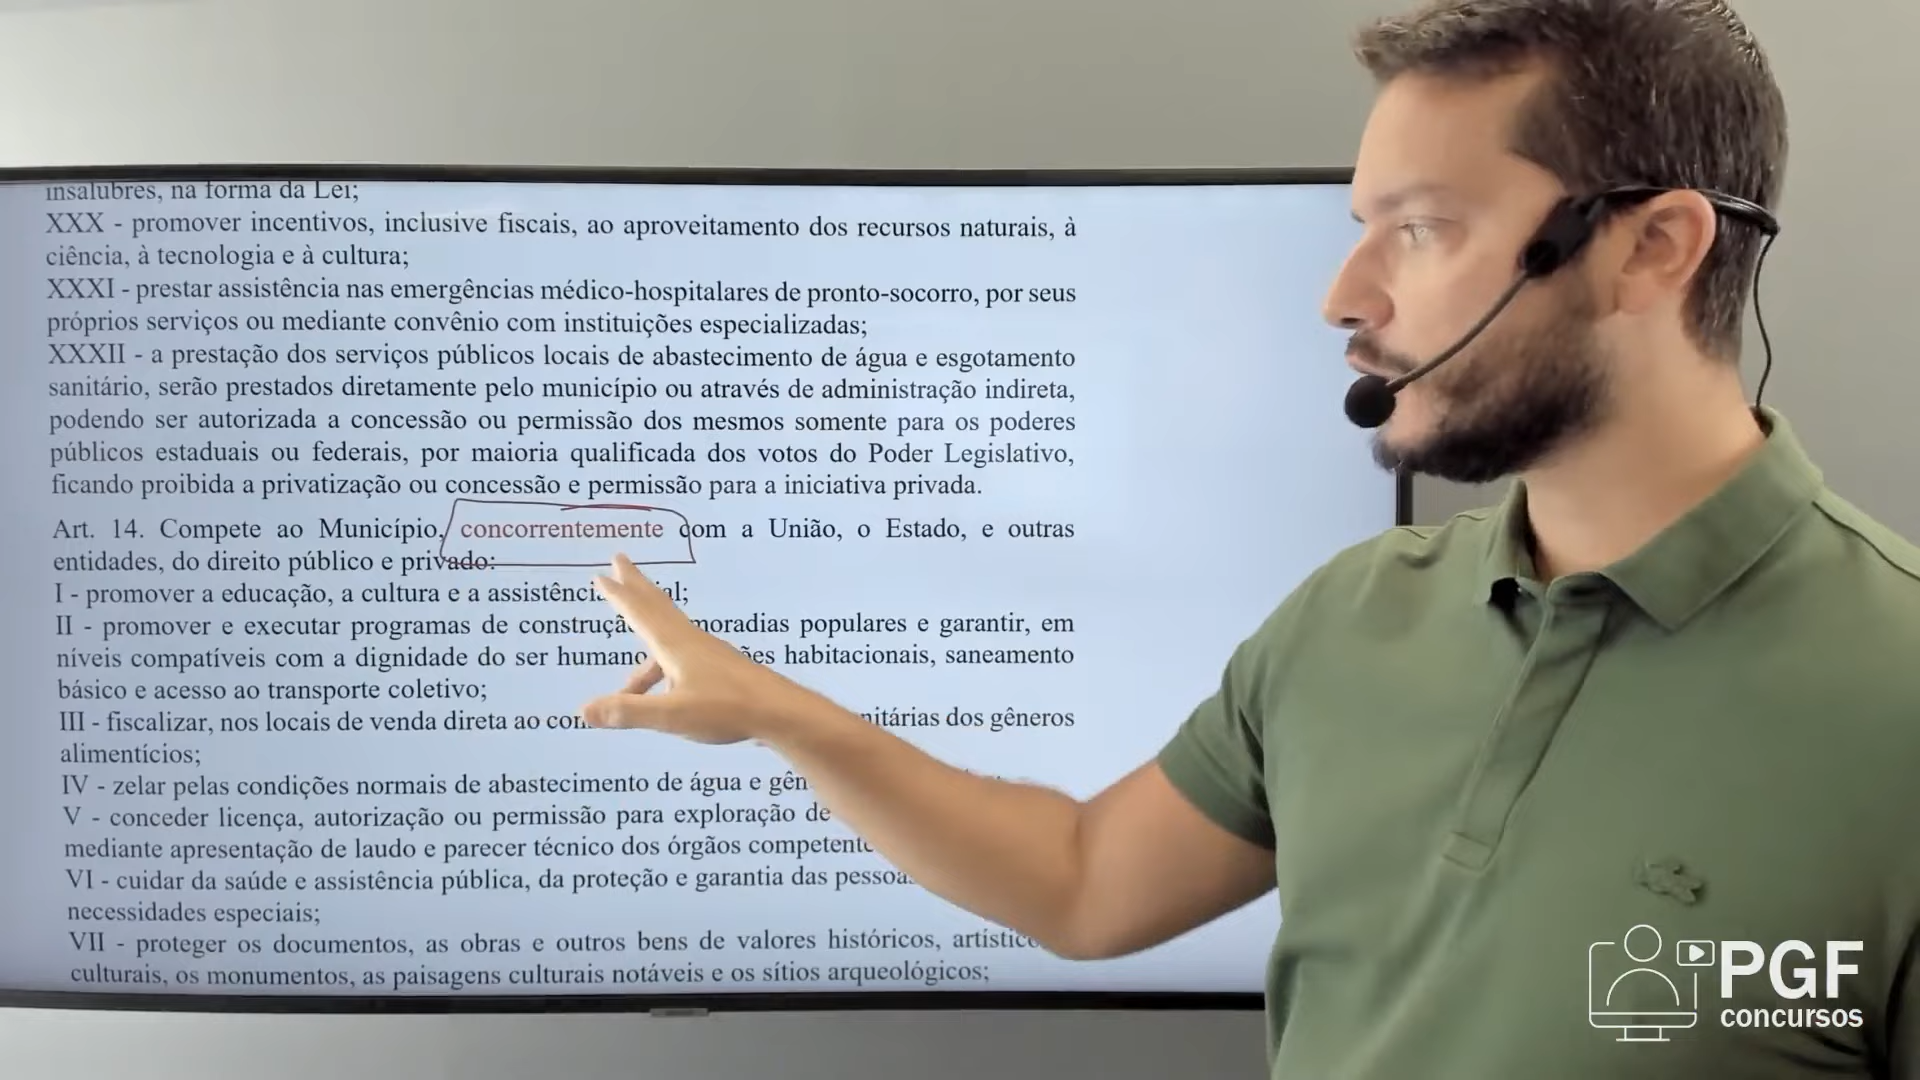 insalubres, na forma da Lei;
XXX - promover incentivos, inclusive fiscais, ao aproveitamento dos recursos naturais, à
ciência, à tecnologia e à cultura;
XXXI - prestar assistência nas emergências médico-hospitalares de pronto-socorro, por seus
próprios serviços ou mediante convênio com instituições especializadas;
XXXII - a prestação dos serviços públicos locais de abastecimento de água e esgotamento
sanitário, serão prestados diretamente pelo município ou através de administração indireta,
podendo ser autorizada a concessão ou permissão dos mesmos somente para os poderes
públicos estaduais ou federais, por maioria qualificada dos votos do Poder Legislativo,
ficando proibida a privatização ou concessão e permissão para a iniciativa privada.
Art. 14. Compete ao Município, concorrentemente com a União, o Estado, e outras
entidades, do direito público e privado:
I - promover a educação, a cultura e a
II - promover e executar programas de moradias populares e garantir, em
níveis compatíveis com a dignidade do ser humano habitacionais, saneamento
básico e acesso ao transporte coletivo;
III - fiscalizar, nos locais de venda direta ao dos gêneros
alimentícios;
IV - zelar pelas condições normais de abastecimento de água e
V - conceder licença, autorização ou permissão para exploração de
mediante apresentação de laudo e parecer técnico dos órgãos
VI - cuidar da saúde e assistência pública, da proteção e garantia das
necessidades especiais;
VII - proteger os documentos, as obras e outros bens de valores históricos,
culturais, os monumentos, as paisagens culturais notáveis e os sítios arqueológicos;
PGF
concursos